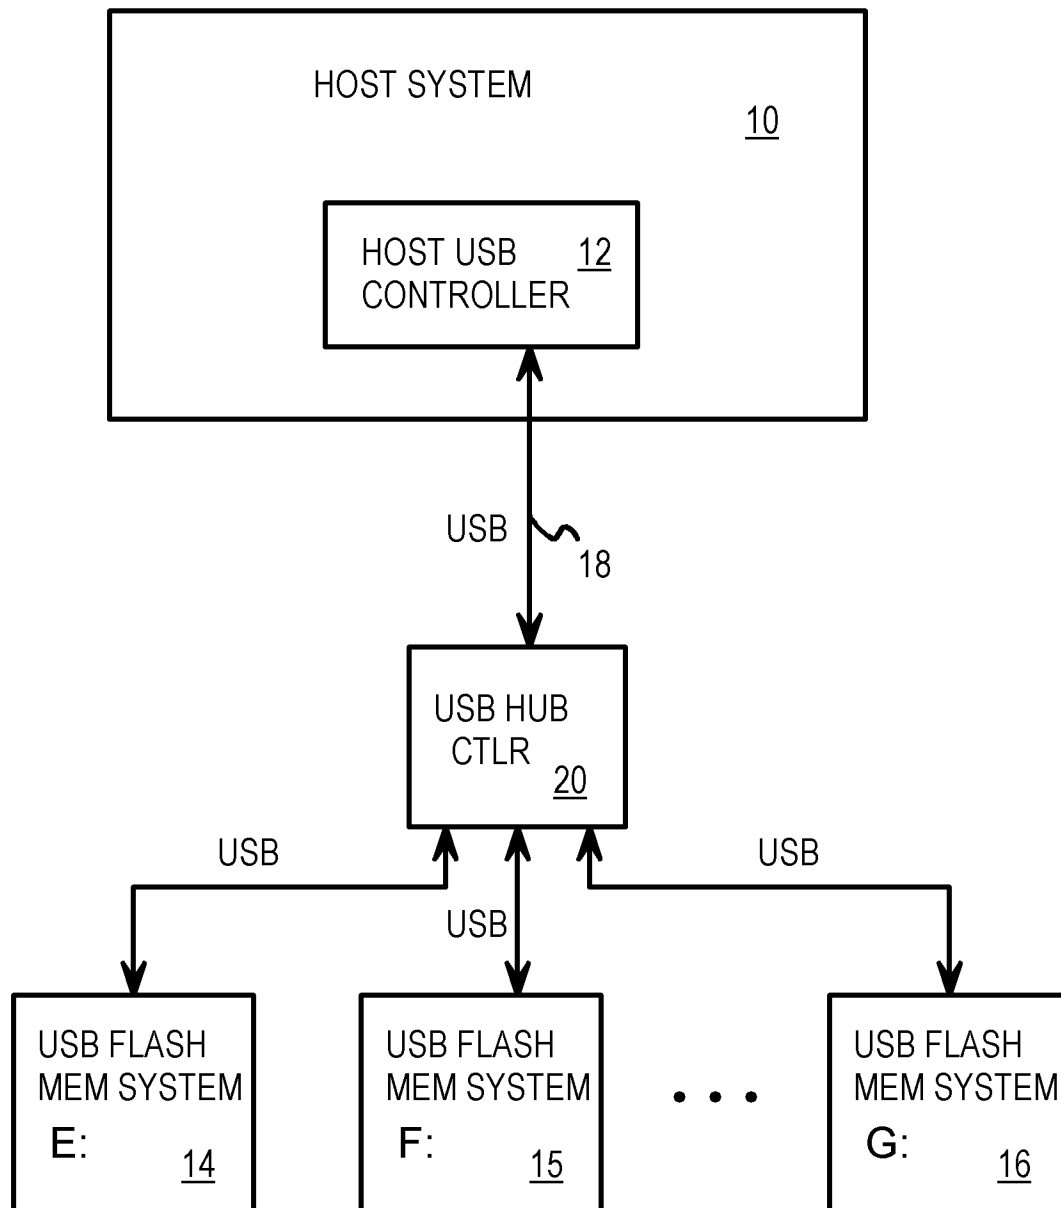 HOST SYSTEM
10
HOST USB 12
CONTROLLER
USB
18
USB HUB
CTLR
20
USB
USB
USB
USB FLASH
MEM SYSTEM
E: 14
USB FLASH
MEM SYSTEM
F: 15
• • •
USB FLASH
MEM SYSTEM
G: 16